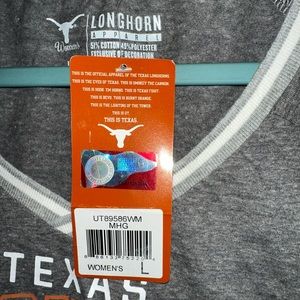 LONGHORN
APPAREL
Women's
51% COTTON 49% POLYESTER
EXCLUSIVE OF DECORATION
THIS IS THE OFFICIAL APPAREL OF THE TEXAS LONGHORNS.
THIS IS THE EYES OF TEXAS. THIS IS SMOKEY THE CANNON.
THIS IS HOOK 'EM HORNS. THIS IS TEXAS FIGHT.
THIS IS BEVO. THIS IS BURNT ORANGE.
THIS IS THE LIGHTING OF THE TOWER.
THIS IS UT.
THIS IS TEXAS.
UT89586WM
MHG
WOMEN'S
L
TEXAS